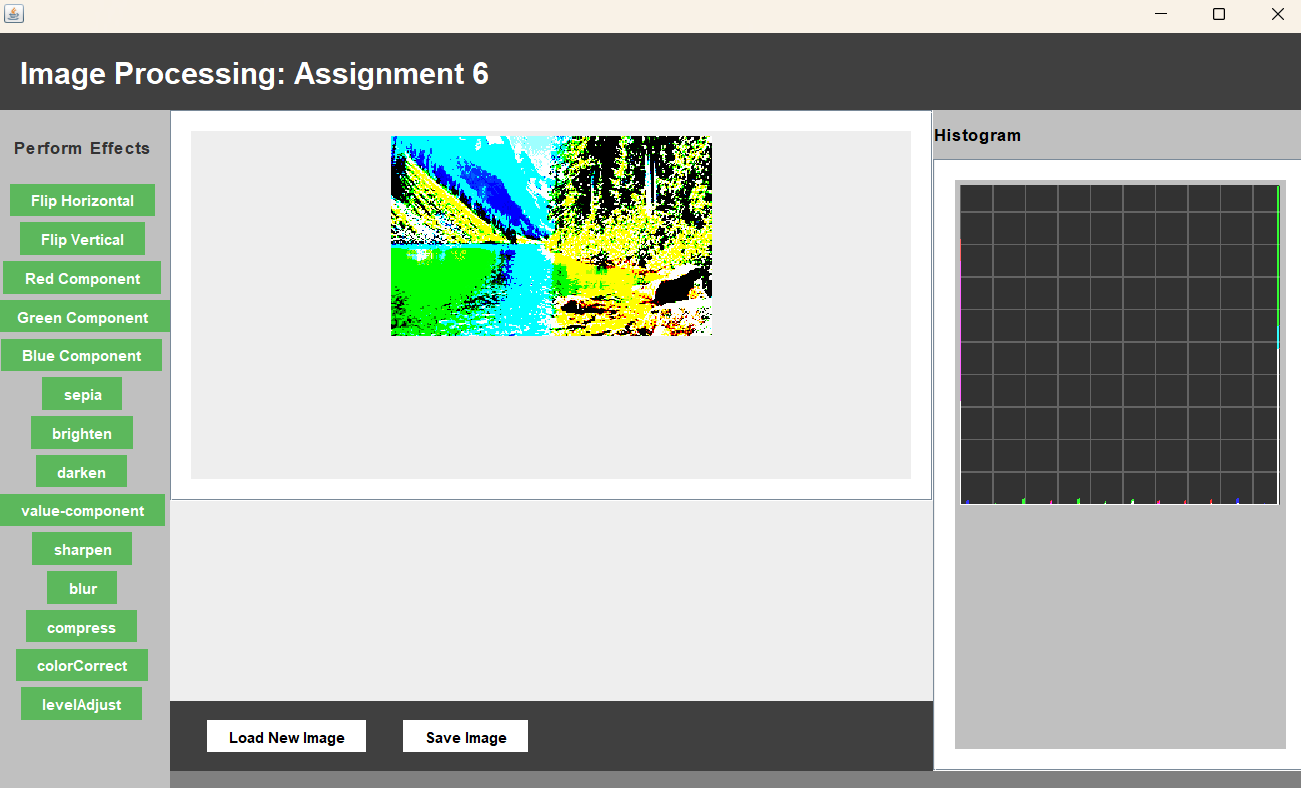 Image Processing: Assignment 6
Perform Effects
Flip Horizontal
Flip Vertical
Red Component
Green Component
Blue Component
sepia
brighten
darken
value-component
sharpen
blur
compress
colorCorrect
levelAdjust
Load New Image
Save Image
Histogram